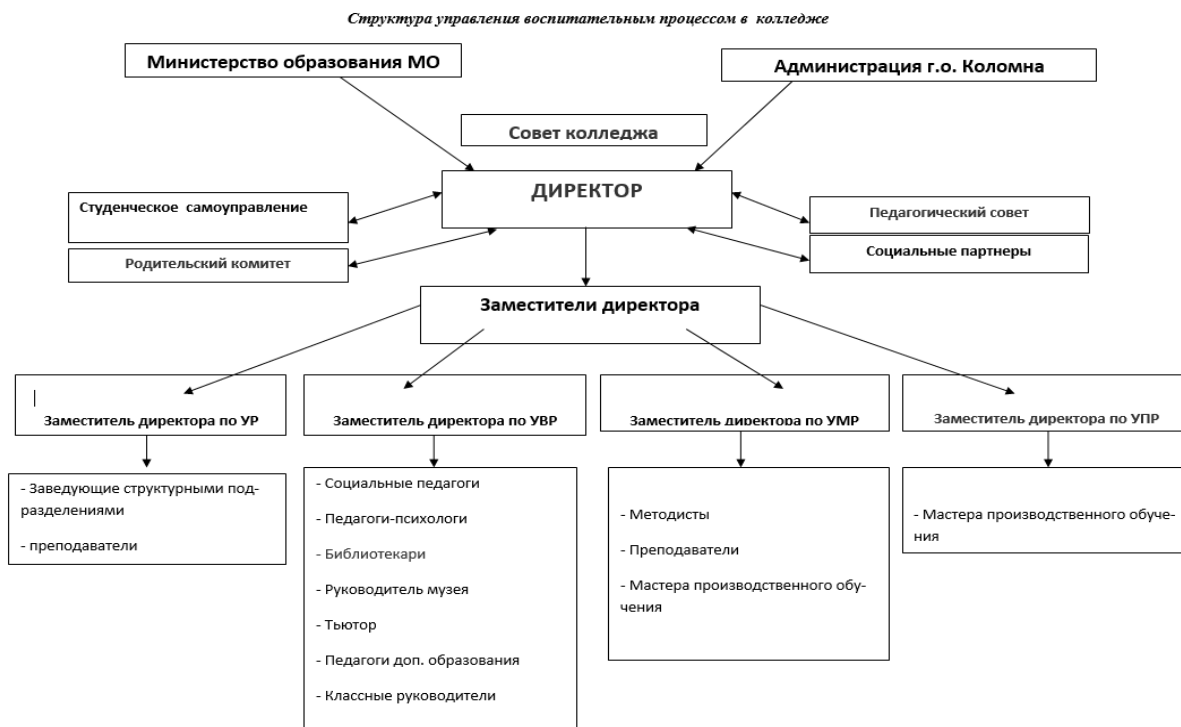 Структура управления воспитательным процессом в колледже
Министерство образования МО
Администрация г.о. Коломна
Совет колледжа
ДИРЕКТОР
Студенческое самоуправление
Педагогический совет
Родительский комитет
Социальные партнеры
Заместители директора
Заместитель директора по УР
Заместитель директора по УВР
Заместитель директора по УМР
Заместитель директора по УПР
- Заведующие структурными под-
разделениями
- преподаватели
- Социальные педагоги
- Педагоги-психологи
- Библиотекари
- Руководитель музея
- Тьютор
- Педагоги доп. образования
- Классные руководители
- Методисты
- Преподаватели
- Мастера производственного обу-
чения
- Мастера производственного обуче-
ния